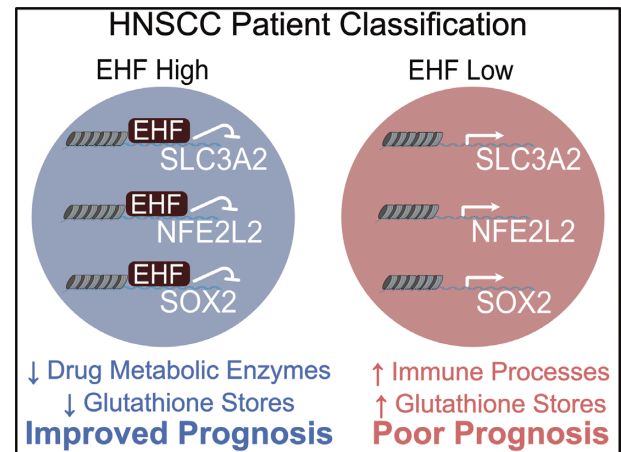 HNSCC Patient Classification
EHF High
EHF
SLC3A2
EHF
NFE2L2
EHF
SOX2
↓ Drug Metabolic Enzymes
↓ Glutathione Stores
Improved Prognosis
EHF Low
SLC3A2
NFE2L2
SOX2
↑ Immune Processes
↑ Glutathione Stores
Poor Prognosis